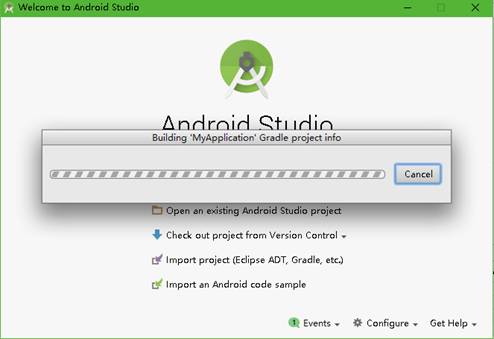 Welcome to Android Studio
Android Studio
Building 'MyApplication' Gradle project info
Cancel
Open an existing Android Studio project
Check out project from Version Control
Import project (Eclipse ADT, Gradle, etc.)
Import an Android code sample
1 Events Configure Get Help